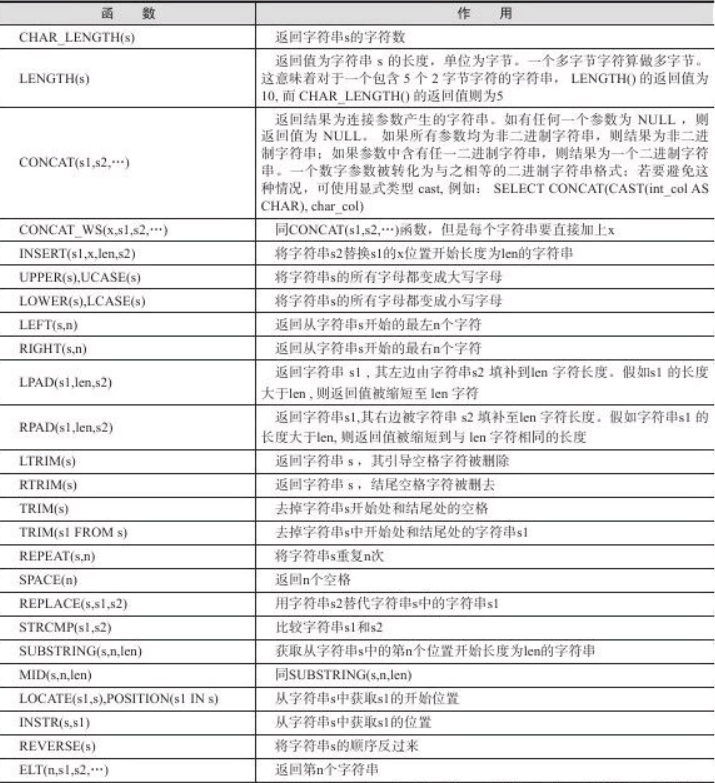 函 数 作 用
CHAR_LENGTH(s) 返回字符串s的字符数
LENGTH(s) 返回值为字符串 s 的长度，单位为字节。一个多字节字符算做多字节。
这意味着对于一个包含 5 个 2 字节字符的字符串， LENGTH() 的返回值为
10, 而 CHAR_LENGTH() 的返回值则为5
CONCAT(s1,s2,…) 返回结果为连接参数产生的字符串。如有任何一个参数为 NULL ，则
返回值为 NULL。 如果所有参数均为非二进制字符串，则结果为非二进
制字符串；如果参数中含有任一二进制字符串，则结果为一个二进制字符
串。一个数字参数被转化为与之相等的二进制字符串格式；若要避免这
种情况，可使用显式类型 cast, 例如： SELECT CONCAT(CAST(int_col AS
CHAR), char_col)
CONCAT_WS(x,s1,s2,…) 同CONCAT(s1,s2,…)函数，但是每个字符串要直接加上x
INSERT(s1,x,len,s2) 将字符串s2替换s1的x位置开始长度为len的字符串
UPPER(s),UCASE(s) 将字符串s的所有字母都变成大写字母
LOWER(s),LCASE(s) 将字符串s的所有字母都变成小写字母
LEFT(s,n) 返回从字符串s开始的最左n个字符
RIGHT(s,n) 返回从字符串s开始的最右n个字符
LPAD(s1,len,s2) 返回字符串 s1 , 其左边由字符串s2 填补到len 字符长度。假如s1 的长度
大于len , 则返回值被缩短至 len 字符
RPAD(s1,len,s2) 返回字符串s1,其右边被字符串 s2 填补至len 字符长度。假如字符串s1 的
长度大于len, 则返回值被缩短到与 len 字符相同的长度
LTRIM(s) 返回字符串 s ，其引导空格字符被删除
RTRIM(s) 返回字符串 s ，结尾空格字符被删去
TRIM(s) 去掉字符串s开始处和结尾处的空格
TRIM(s1 FROM s) 去掉字符串s中开始处和结尾处的字符串s1
REPEAT(s,n) 将字符串s重复n次
SPACE(n) 返回n个空格
REPLACE(s,s1,s2) 用字符串s2替代字符串s中的字符串s1
STRCMP(s1,s2) 比较字符串s1和s2
SUBSTRING(s,n,len) 获取从字符串s中的第n个位置开始长度为len的字符串
MID(s,n,len) 同SUBSTRING(s,n,len)
LOCATE(s1,s),POSITION(s1 IN s) 从字符串s中获取s1的开始位置
INSTR(s,s1) 从字符串s中获取s1的位置
REVERSE(s) 将字符串s的顺序反过来
ELT(n,s1,s2,…) 返回第n个字符串